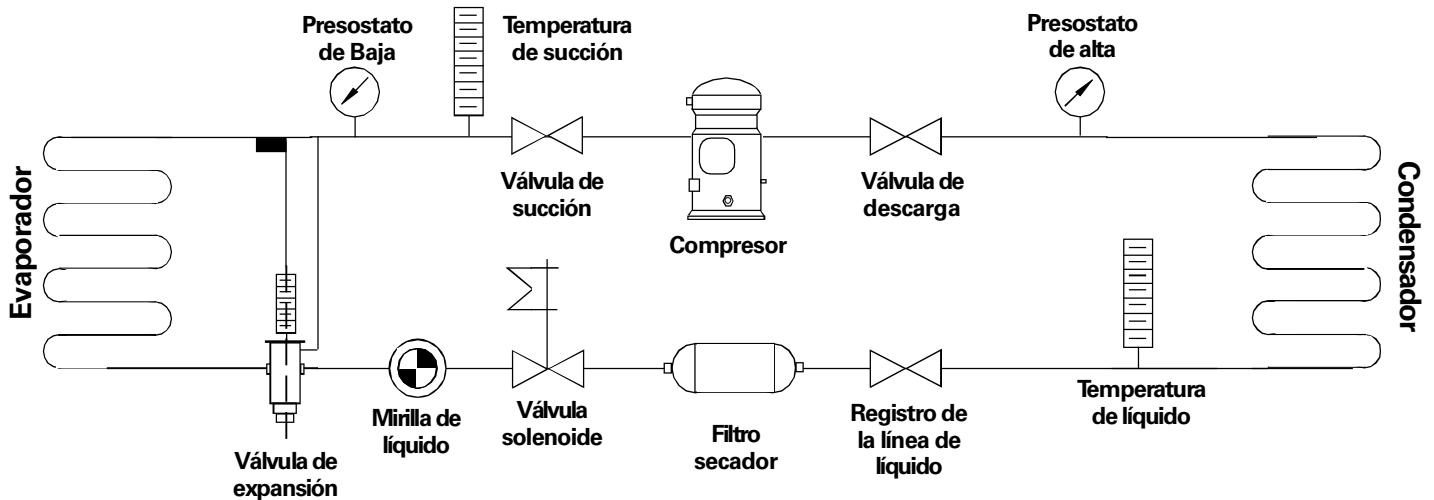 Presostato
de Baja
Temperatura
de succión
Presostato
de alta
Evaporador
Válvula de
succión
Compresor
Válvula de
descarga
Condensador
Válvula de
expansión
Mirilla de
líquido
Válvula
solenoide
Filtro
secador
Registro de
la línea de
líquido
Temperatura
de líquido